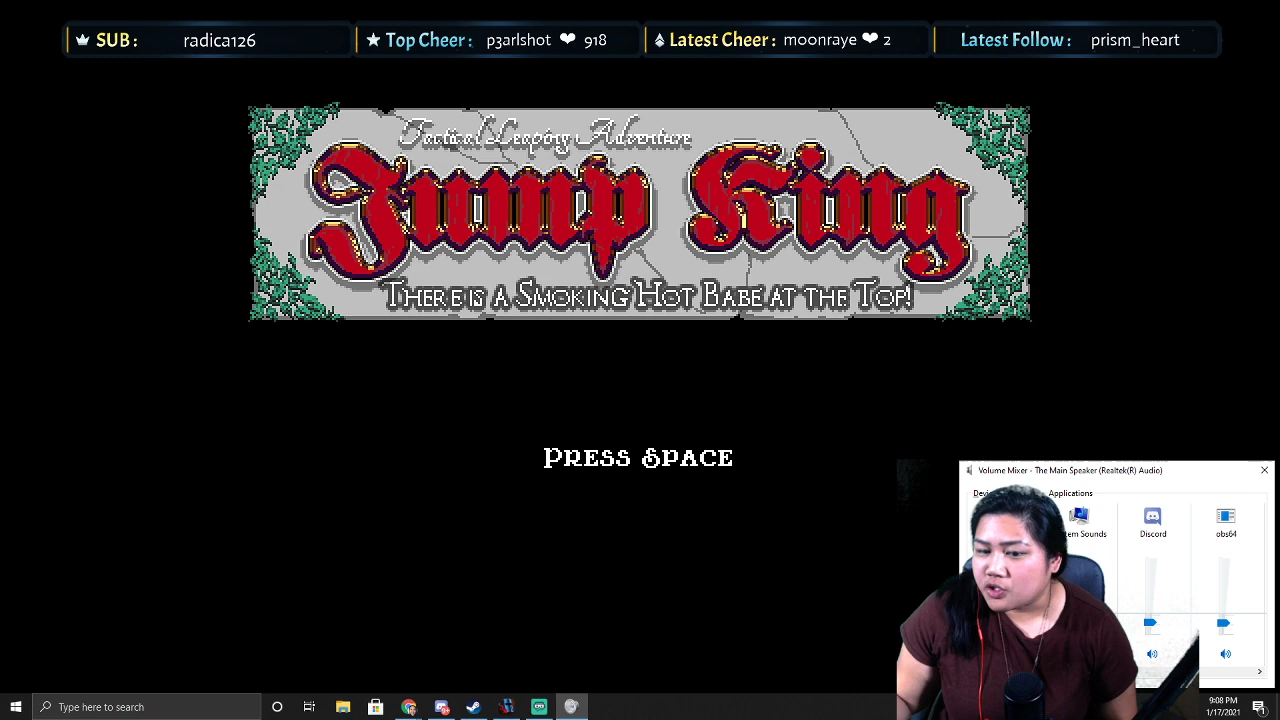 SUB : radica126
Top Cheer : p3arlshot ❤ 918
Latest Cheer : moonraye ❤ 2
Latest Follow : prism_heart
Tactical Leaping Adventure
Jump King
THERE IS A SMOKING HOT BABE AT THE TOP!
PRESS SPACE
Volume Mixer - The Main Speaker (Realtek(R) Audio)
Applications
Sounds
Discord
obs64
Type here to search
9:08 PM
1/17/2021